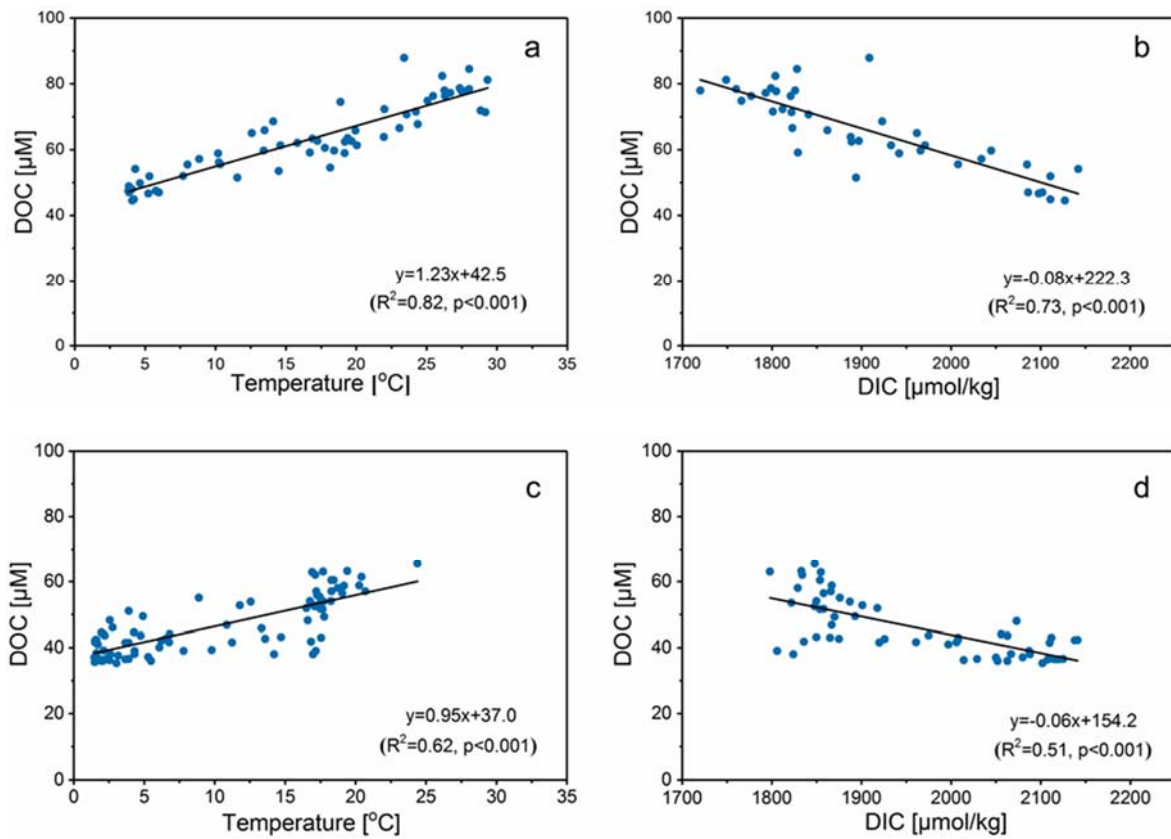 100
a
80
60
DOC [µM]
40
y=1.23x+42.5
20
(R²=0.82, p<0.001)
0
0 5 10 15 20 25 30 35
Temperature [°C]
100
b
80
60
DOC [µM]
40
y=-0.08x+222.3
20
(R²=0.73, p<0.001)
0
1700 1800 1900 2000 2100 2200
DIC [µmol/kg]
100
c
80
60
DOC [µM]
40
y=0.95x+37.0
20
(R²=0.62, p<0.001)
0
0 5 10 15 20 25 30 35
Temperature [°C]
100
d
80
60
DOC [µM]
40
y=-0.06x+154.2
20
(R²=0.51, p<0.001)
0
1700 1800 1900 2000 2100 2200
DIC [µmol/kg]